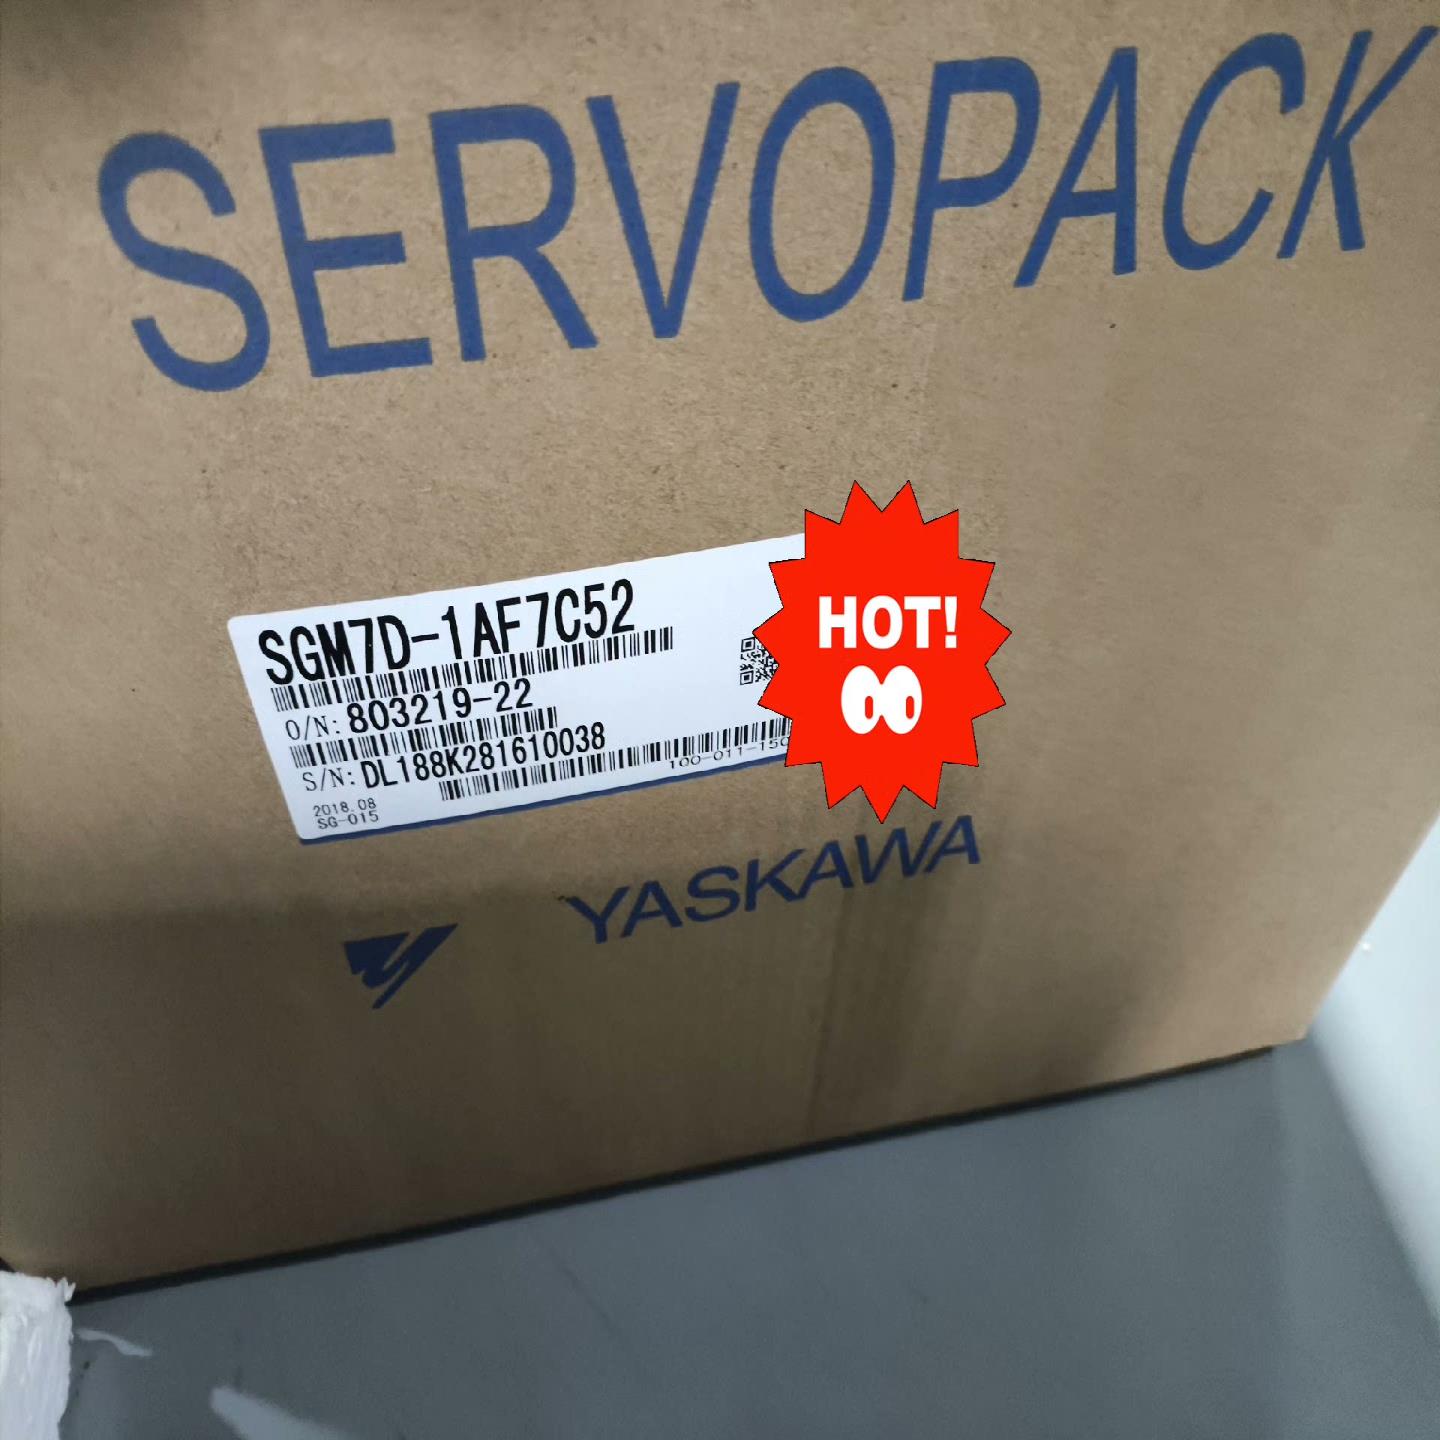 SERVOPACK
SGM7D-1AF7C52
O/N: 803219-22
S/N: DL188K281610038
2018.08
SG-015
100-011-150
HOT!
YASKAWA